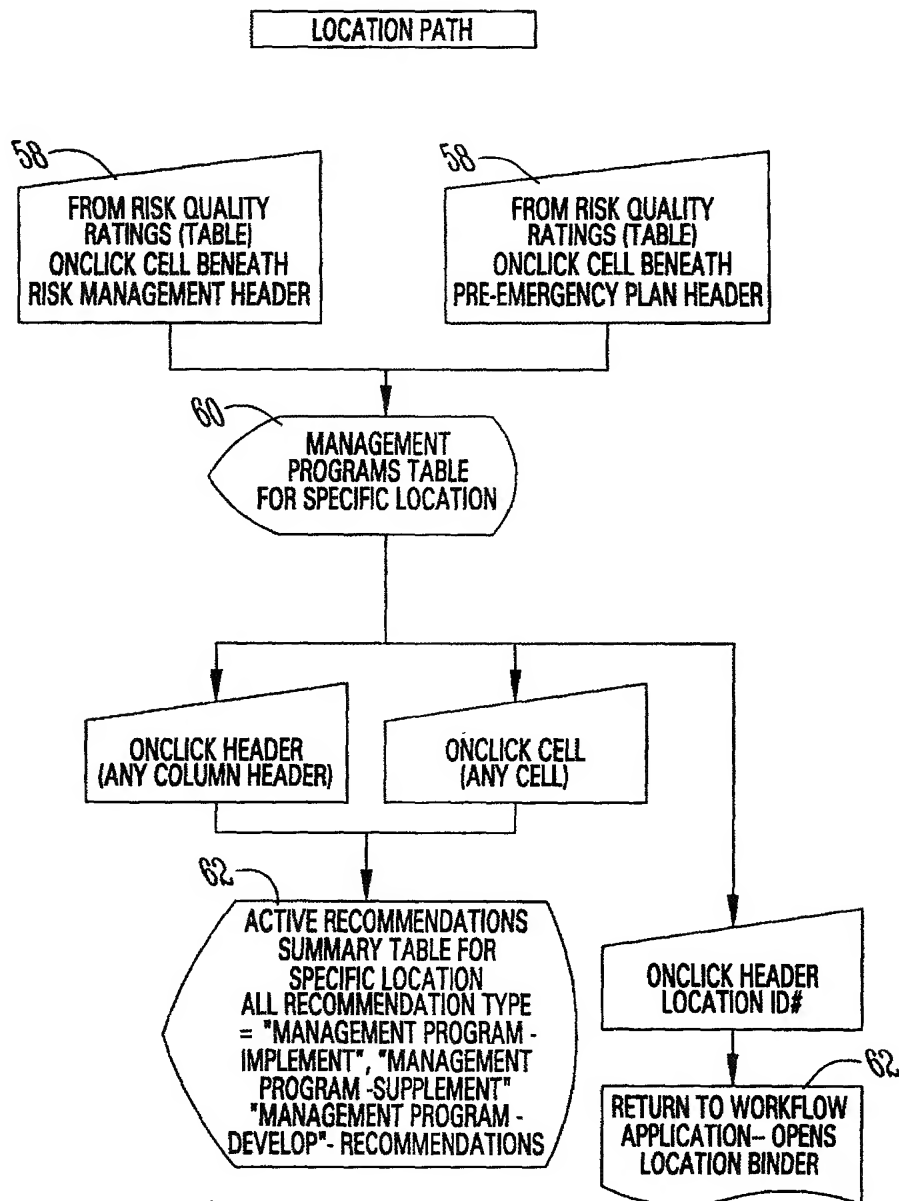 LOCATION PATH
58
FROM RISK QUALITY
RATINGS (TABLE)
ONCLICK CELL BENEATH
RISK MANAGEMENT HEADER
58
FROM RISK QUALITY
RATINGS (TABLE)
ONCLICK CELL BENEATH
PRE-EMERGENCY PLAN HEADER
60
MANAGEMENT
PROGRAMS TABLE
FOR SPECIFIC LOCATION
ONCLICK HEADER
(ANY COLUMN HEADER)
ONCLICK CELL
(ANY CELL)
62
ACTIVE RECOMMENDATIONS
SUMMARY TABLE FOR
SPECIFIC LOCATION
ALL RECOMMENDATION TYPE
= "MANAGEMENT PROGRAM -
IMPLEMENT", "MANAGEMENT
PROGRAM -SUPPLEMENT"
"MANAGEMENT PROGRAM -
DEVELOP"- RECOMMENDATIONS
ONCLICK HEADER
LOCATION ID#
62
RETURN TO WORKFLOW
APPLICATION-- OPENS
LOCATION BINDER